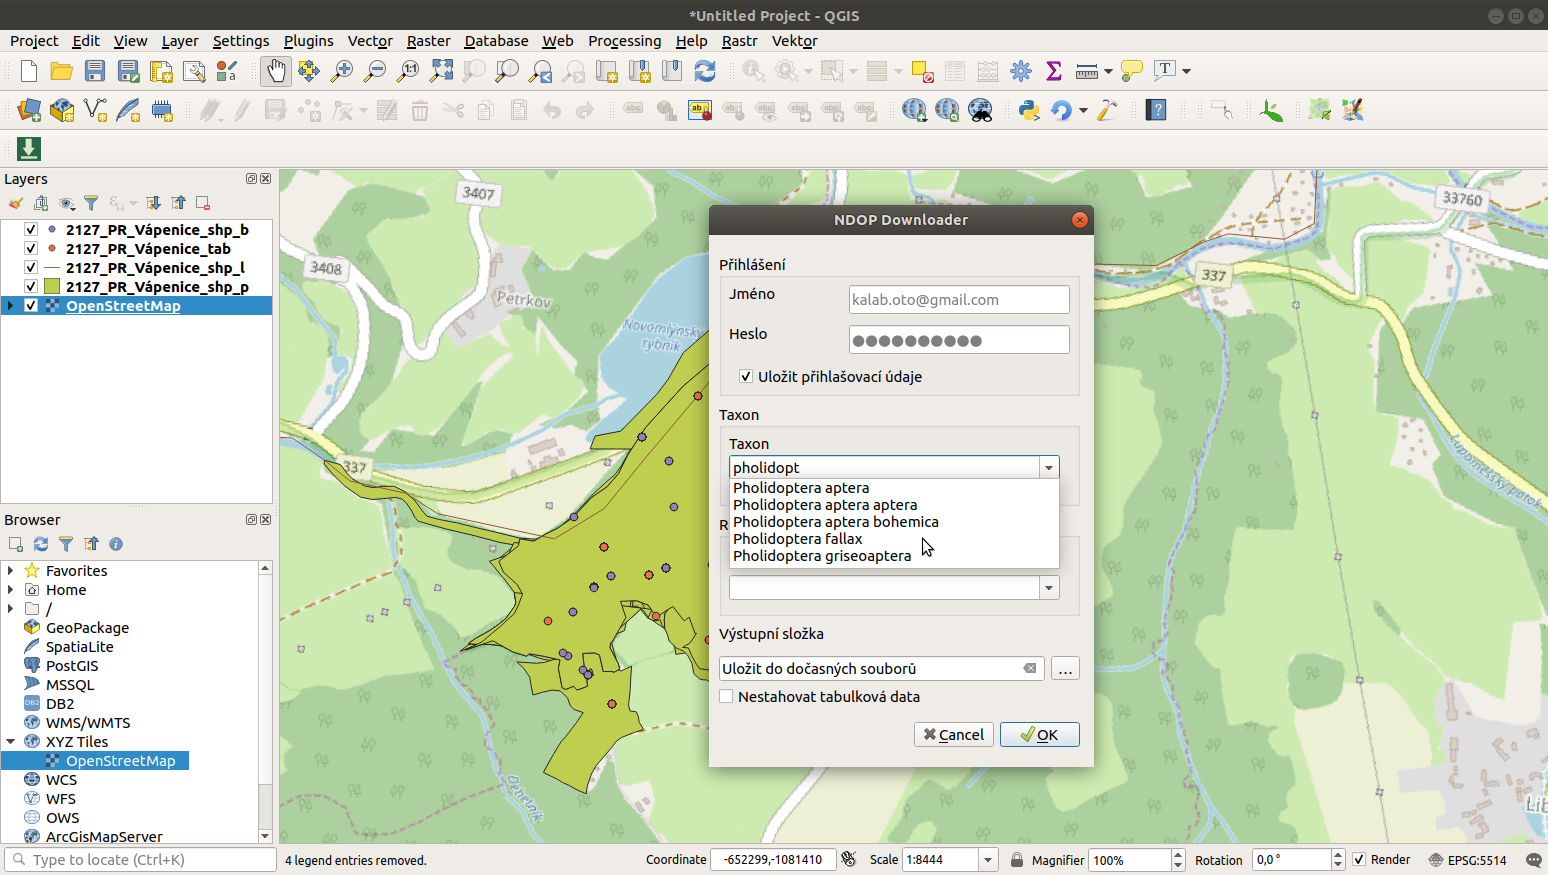 *Untitled Project - QGIS
Project Edit View Layer Settings Plugins Vector Raster Database Web Processing Help Rastr Vektor
Layers
2127_PR_Vápenice_shp_b
2127_PR_Vápenice_tab
2127_PR_Vápenice_shp_l
2127_PR_Vápenice_shp_p
OpenStreetMap
Browser
Favorites
Home
/
GeoPackage
SpatiaLite
PostGIS
MSSQL
DB2
WMS/WMTS
XYZ Tiles
OpenStreetMap
WCS
WFS
OWS
ArcGisMapServer
3407
3408
Petrkov
Novomlýnský
rybník
337
337
33760
Lupoměšský potok
Denetník
Lib
NDOP Downloader
Přihlášení
Jméno
kalab.oto@gmail.com
Heslo
●●●●●●●●●●
Uložit přihlašovací údaje
Taxon
Taxon
pholidopt
Pholidoptera aptera
Pholidoptera aptera aptera
Pholidoptera aptera bohemica
Pholidoptera fallax
Pholidoptera griseoaptera
R
Výstupní složka
Uložit do dočasných souborů
...
Nestahovat tabulková data
Cancel
OK
Type to locate (Ctrl+K)
4 legend entries removed.
Coordinate -652299,-1081410
Scale 1:8444
Magnifier 100%
Rotation 0,0 °
Render
EPSG:5514